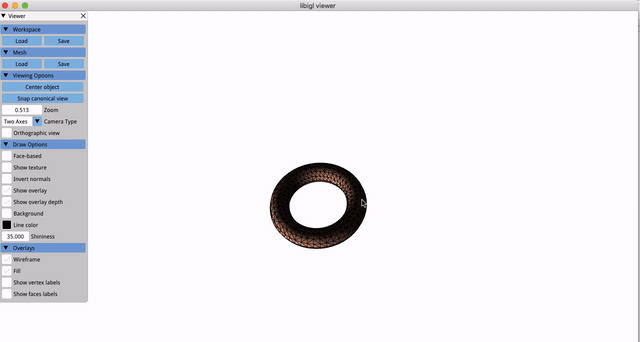 libigl viewer
Viewer
Workspace
Load Save
Mesh
Load Save
Viewing Options
Center object
Snap canonical view
0.513 Zoom
Two Axes Camera Type
Orthographic view
Draw Options
Face-based
Show texture
Invert normals
Show overlay
Show overlay depth
Background
Line color
35.000 Shininess
Overlays
Wireframe
Fill
Show vertex labels
Show faces labels